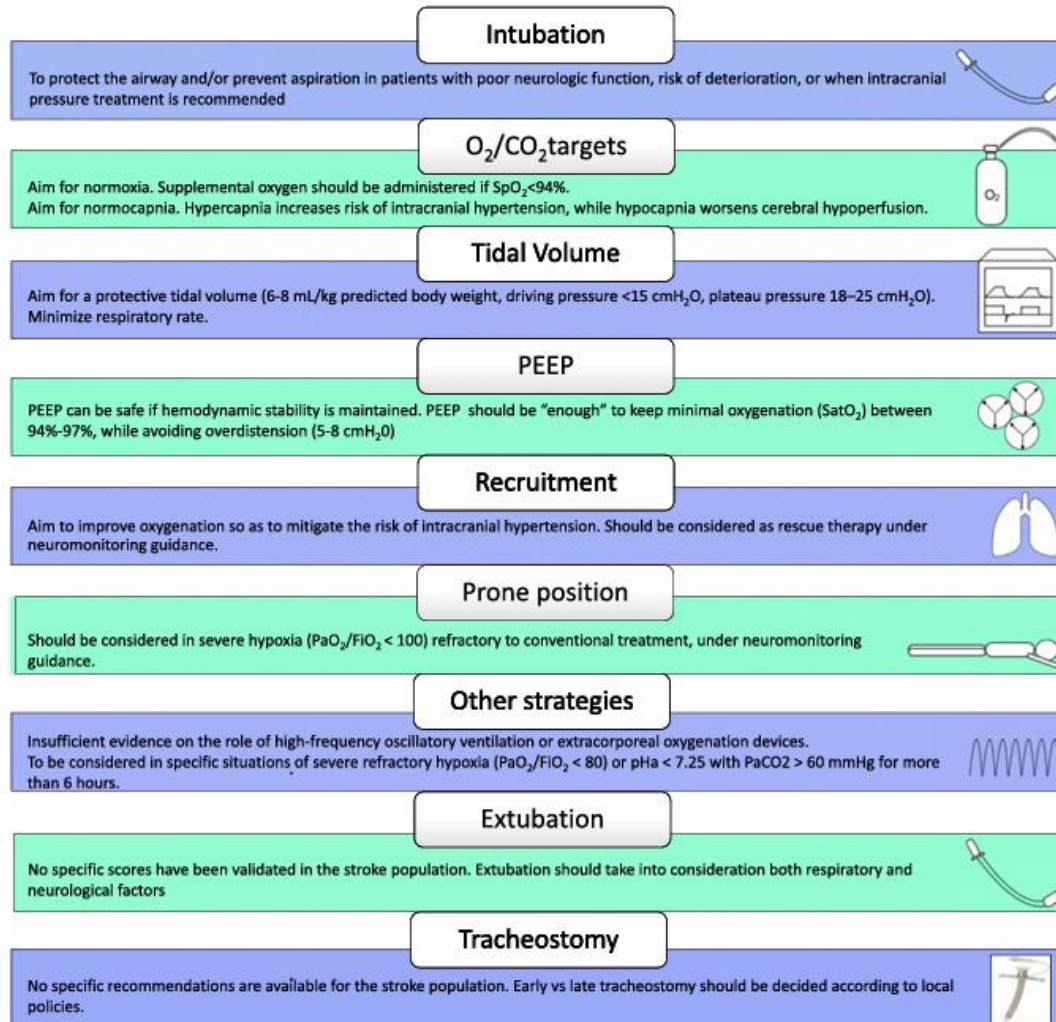 Intubation
To protect the airway and/or prevent aspiration in patients with poor neurologic function, risk of deterioration, or when intracranial
pressure treatment is recommended
O₂/CO₂targets
Aim for normoxia. Supplemental oxygen should be administered if SpO₂<94%.
Aim for normocapnia. Hypercapnia increases risk of intracranial hypertension, while hypocapnia worsens cerebral hypoperfusion.
O₂
Tidal Volume
Aim for a protective tidal volume (6-8 mL/kg predicted body weight, driving pressure <15 cmH₂O, plateau pressure 18–25 cmH₂O).
Minimize respiratory rate.
PEEP
PEEP can be safe if hemodynamic stability is maintained. PEEP should be "enough" to keep minimal oxygenation (SatO₂) between
94%-97%, while avoiding overdistension (5-8 cmH₂0)
Recruitment
Aim to improve oxygenation so as to mitigate the risk of intracranial hypertension. Should be considered as rescue therapy under
neuromonitoring guidance.
Prone position
Should be considered in severe hypoxia (PaO₂/FiO₂ < 100) refractory to conventional treatment, under neuromonitoring
guidance.
Other strategies
Insufficient evidence on the role of high-frequency oscillatory ventilation or extracorporeal oxygenation devices.
To be considered in specific situations of severe refractory hypoxia (PaO₂/FiO₂ < 80) or pHa < 7.25 with PaCO2 > 60 mmHg for more
than 6 hours.
Extubation
No specific scores have been validated in the stroke population. Extubation should take into consideration both respiratory and
neurological factors
Tracheostomy
No specific recommendations are available for the stroke population. Early vs late tracheostomy should be decided according to local
policies.